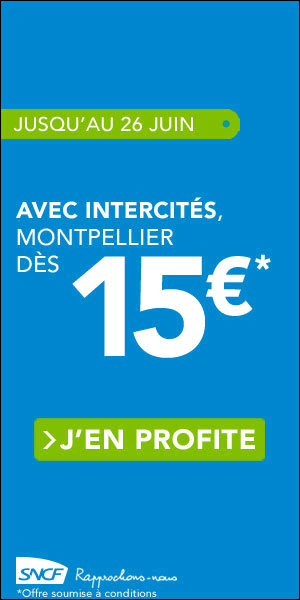 JUSQU'AU 26 JUIN
AVEC INTERCITÉS,
MONTPELLIER
DÈS 15€*
> J'EN PROFITE
SNCF Rapprochons-nous
*Offre soumise à conditions